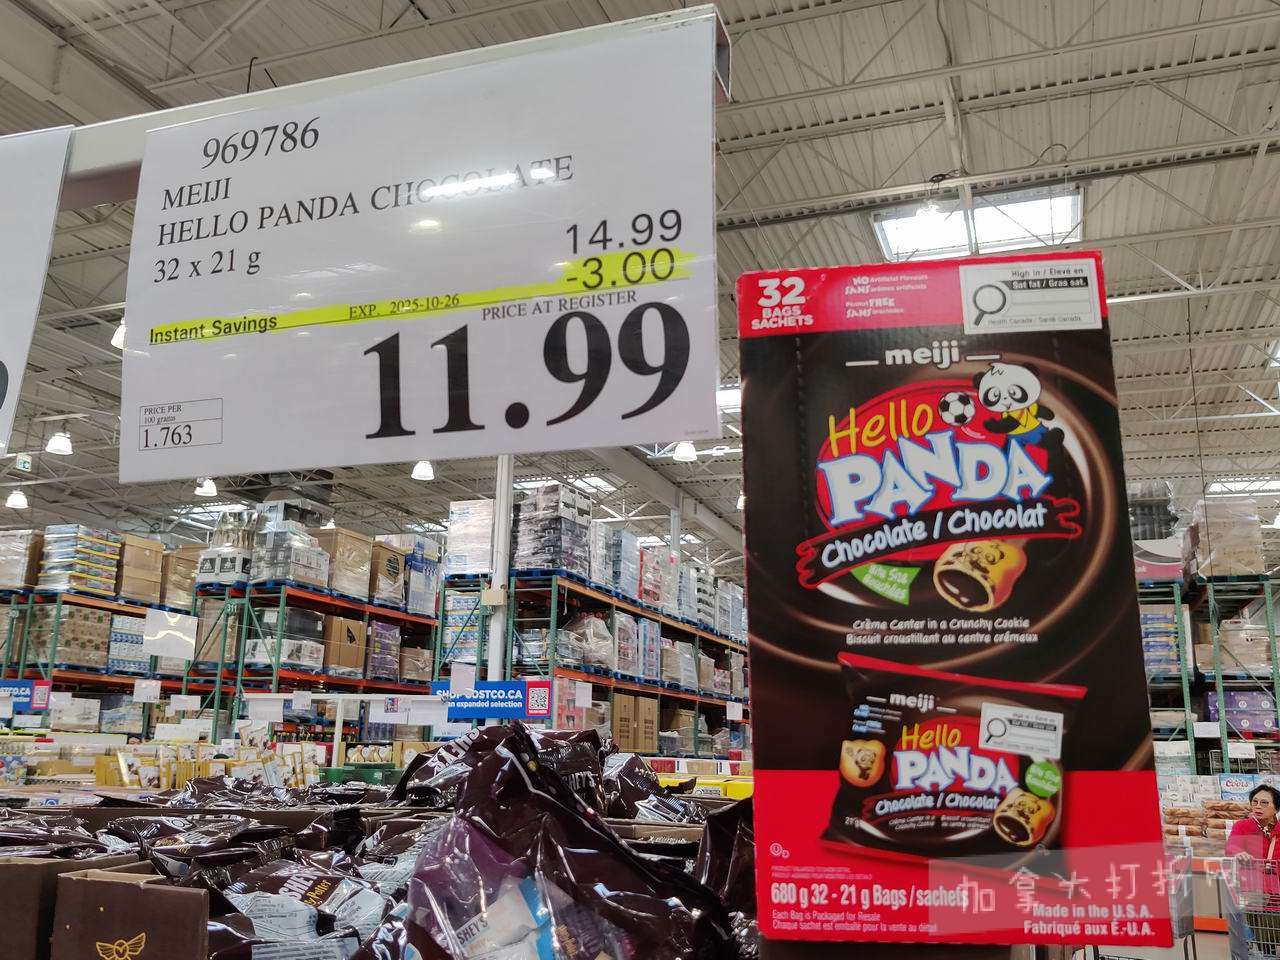 969786
MEIJI
HELLO PANDA CHOCOLATE
32 x 21 g
14.99
-3.00
Instant Savings
EXP. 2025-10-26
PRICE AT REGISTER
11.99
PRICE PER
100 grams
1.763
32
BAGS
SACHETS
NO Artificial Flavours
SANS arômes artificiels
Peanut FREE
SANS arachides
High in / Élevé en
Sat fat / Gras sat.
Health Canada / Santé Canada
meiji
Hello
PANDA
Chocolate / Chocolat
Crème Center in a Crunchy Cookie
Biscuit croustillant au centre crémeux
meiji
Hello
PANDA
Chocolate / Chocolat
21 g
680 g 32 - 21 g Bags / sachets
Each Bag is Packaged for Resale
Chaque sachet est emballé pour la vente au détail
Made in the U.S.A.
Fabriqué aux É.-U.A.
SHOP COSTCO.CA
an expanded selection
311
加拿大打折网